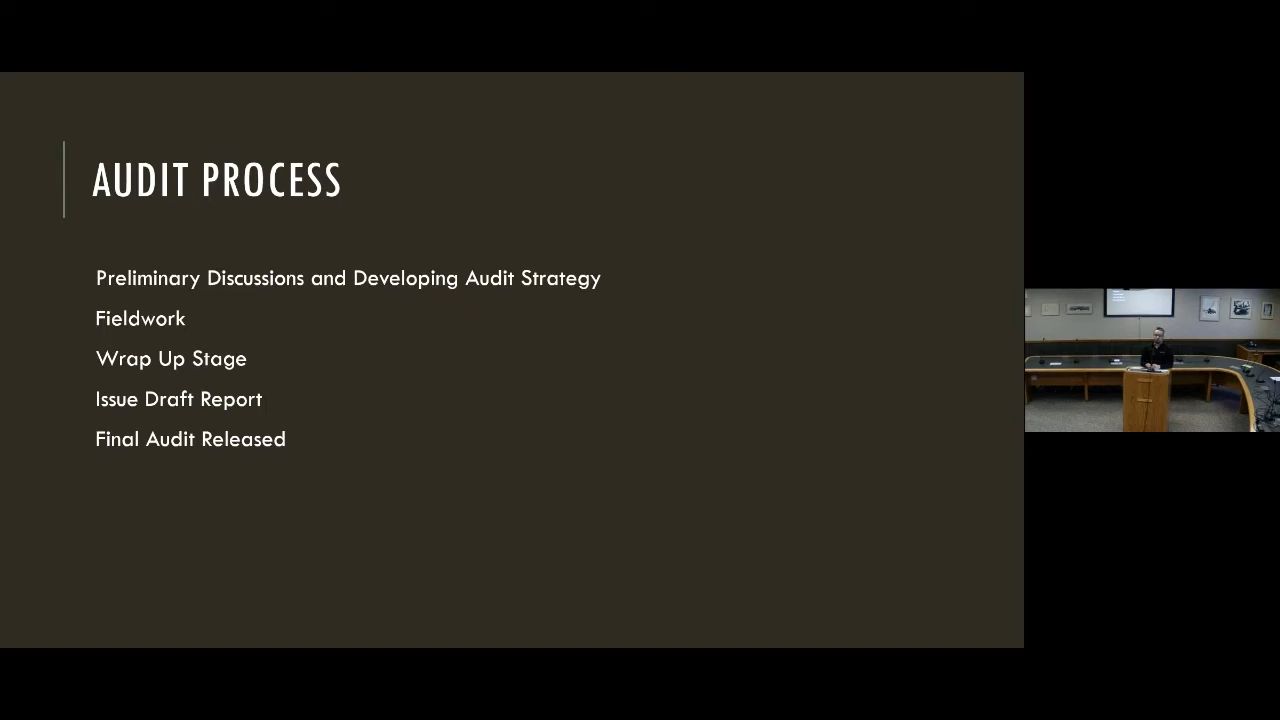 AUDIT PROCESS
Preliminary Discussions and Developing Audit Strategy
Fieldwork
Wrap Up Stage
Issue Draft Report
Final Audit Released